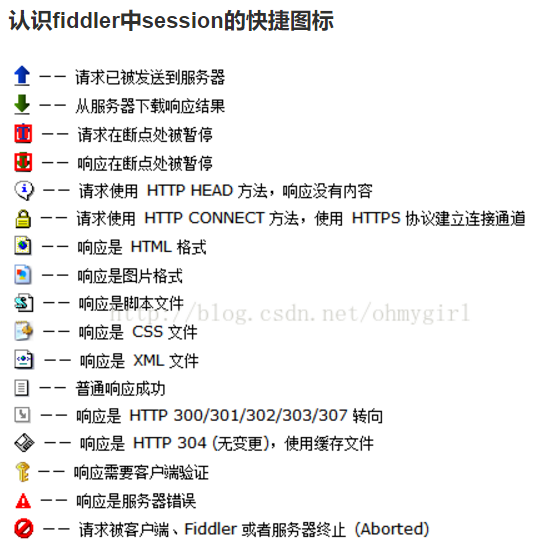 认识fiddler中session的快捷图标
—— 请求已被发送到服务器
—— 从服务器下载响应结果
—— 请求在断点处被暂停
—— 响应在断点处被暂停
—— 请求使用 HTTP HEAD 方法，响应没有内容
—— 请求使用 HTTP CONNECT 方法，使用 HTTPS 协议建立连接通道
—— 响应是 HTML 格式
—— 响应是图片格式
—— 响应是脚本文件
http://blog.csdn.net/ohmygirl
—— 响应是 CSS 文件
—— 响应是 XML 文件
—— 普通响应成功
—— 响应是 HTTP 300/301/302/303/307 转向
—— 响应是 HTTP 304 (无变更)，使用缓存文件
—— 响应需要客户端验证
—— 响应是服务器错误
—— 请求被客户端、Fiddler 或者服务器终止（Aborted）